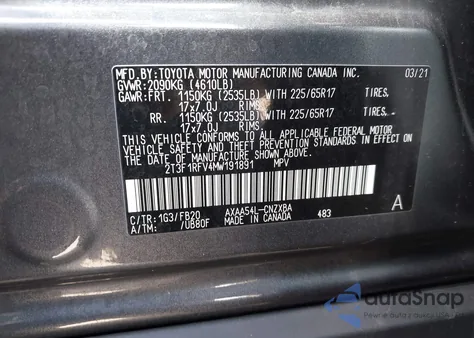 MFD.BY:TOYOTA MOTOR MANUFACTURING CANADA INC. 03/21
GVWR:2090KG (4610LB)
GAWR:FRT. 1150KG (2535LB) WITH 225/65R17 TIRES,
17x7.0J RIMS
RR. 1150KG (2535LB) WITH 225/65R17 TIRES,
17x7.0J RIMS
THIS VEHICLE CONFORMS TO ALL APPLICABLE FEDERAL MOTOR
VEHICLE SAFETY AND THEFT PREVENTION STANDARDS IN EFFECT
ON THE DATE OF MANUFACTURE SHOWN ABOVE.
2T3F1RFV4MW191891 MPV
C/TR:1G3/FB20 AXAA54L-CNZXBA
A/TM: /UB80F MADE IN CANADA 483 A
autoSnap